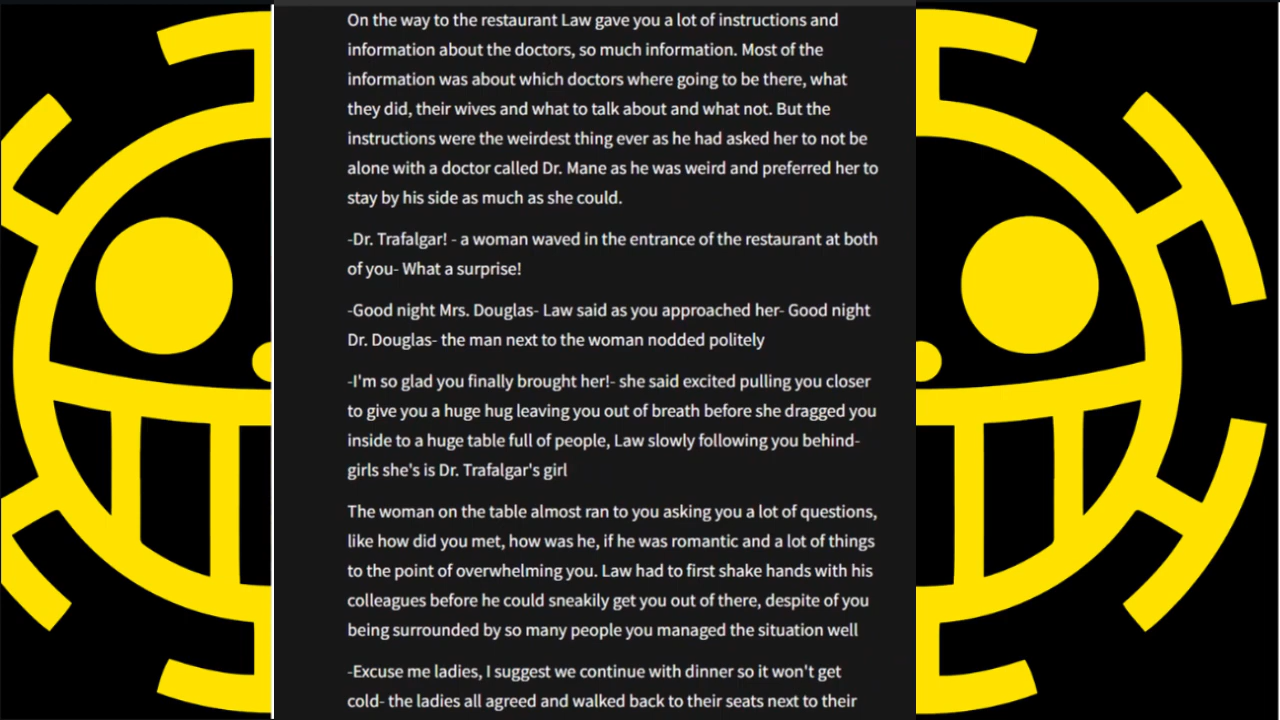 On the way to the restaurant Law gave you a lot of instructions and
information about the doctors, so much information. Most of the
information was about which doctors where going to be there, what
they did, their wives and what to talk about and what not. But the
instructions were the weirdest thing ever as he had asked her to not be
alone with a doctor called Dr. Mane as he was weird and preferred her to
stay by his side as much as she could.
-Dr. Trafalgar! - a woman waved in the entrance of the restaurant at both
of you- What a surprise!
-Good night Mrs. Douglas- Law said as you approached her- Good night
Dr. Douglas- the man next to the woman nodded politely
-I'm so glad you finally brought her!- she said excited pulling you closer
to give you a huge hug leaving you out of breath before she dragged you
inside to a huge table full of people, Law slowly following you behind-
girls she's is Dr. Trafalgar's girl
The woman on the table almost ran to you asking you a lot of questions,
like how did you met, how was he, if he was romantic and a lot of things
to the point of overwhelming you. Law had to first shake hands with his
colleagues before he could sneakily get you out of there, despite of you
being surrounded by so many people you managed the situation well
-Excuse me ladies, I suggest we continue with dinner so it won't get
cold- the ladies all agreed and walked back to their seats next to their